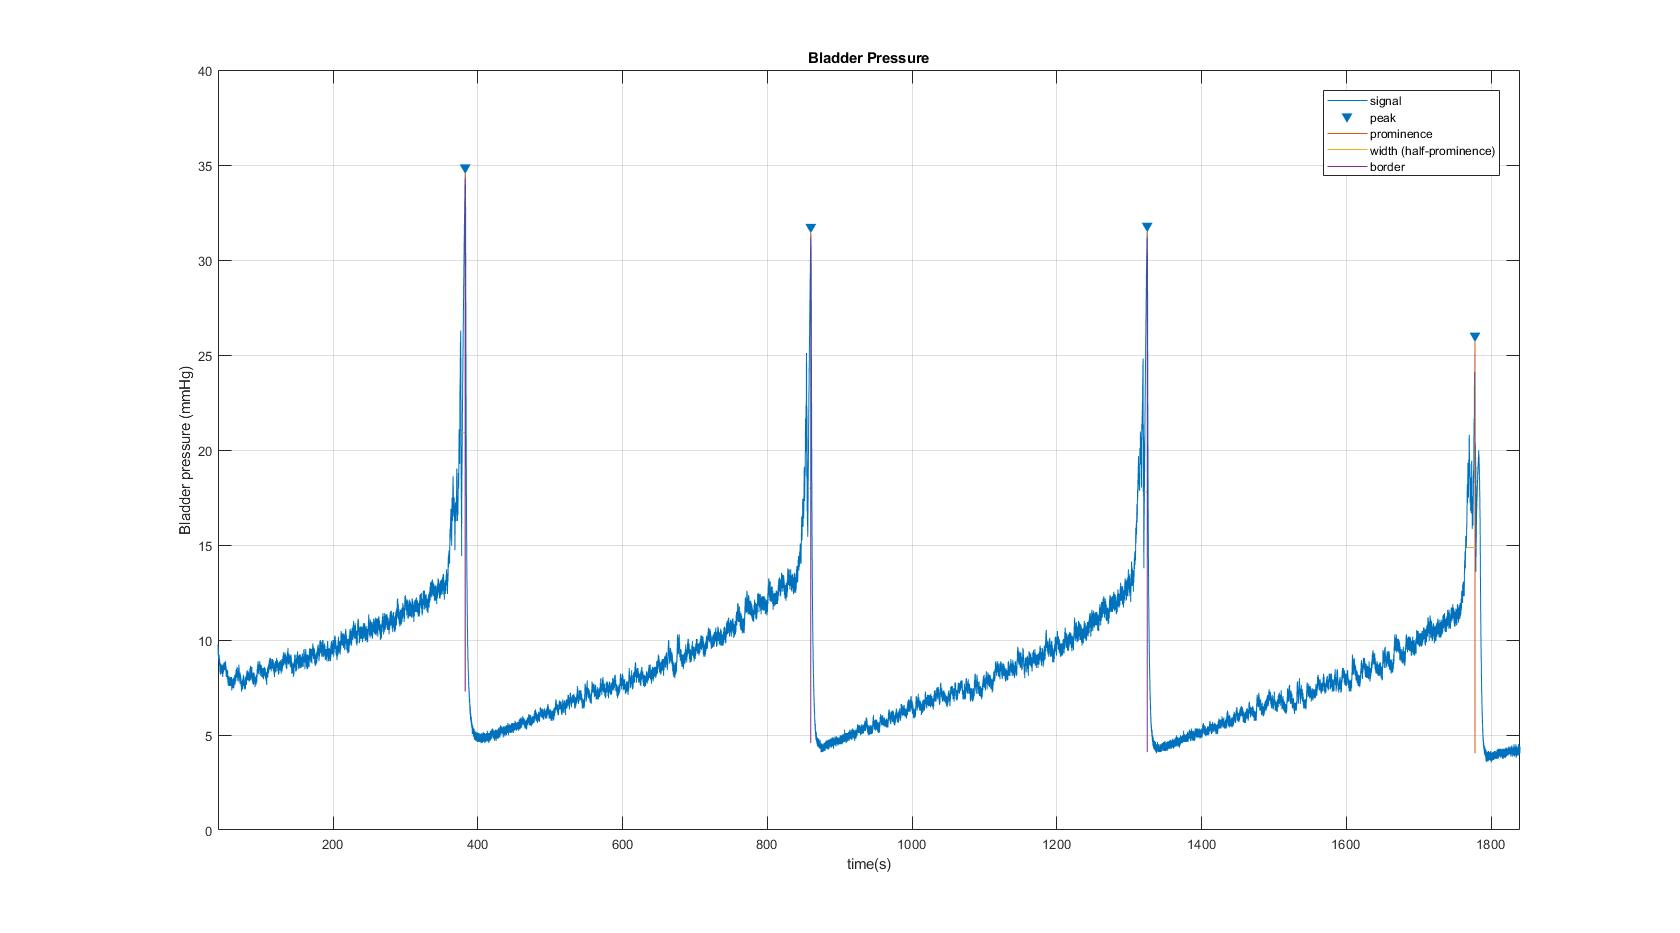 Bladder Pressure
signal
peak
prominence
width (half-prominence)
border
40
35
30
25
20
15
10
5
0
Bladder pressure (mmHg)
200 400 600 800 1000 1200 1400 1600 1800
time(s)